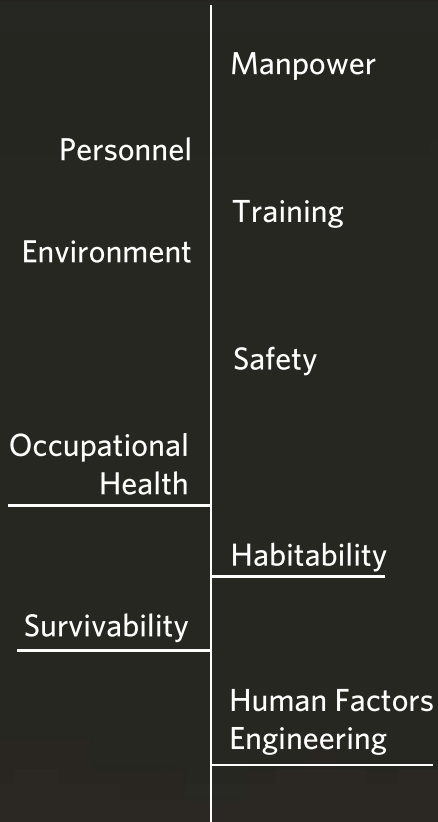 Manpower
Personnel
Training
Environment
Safety
Occupational
Health
Habitability
Survivability
Human Factors
Engineering